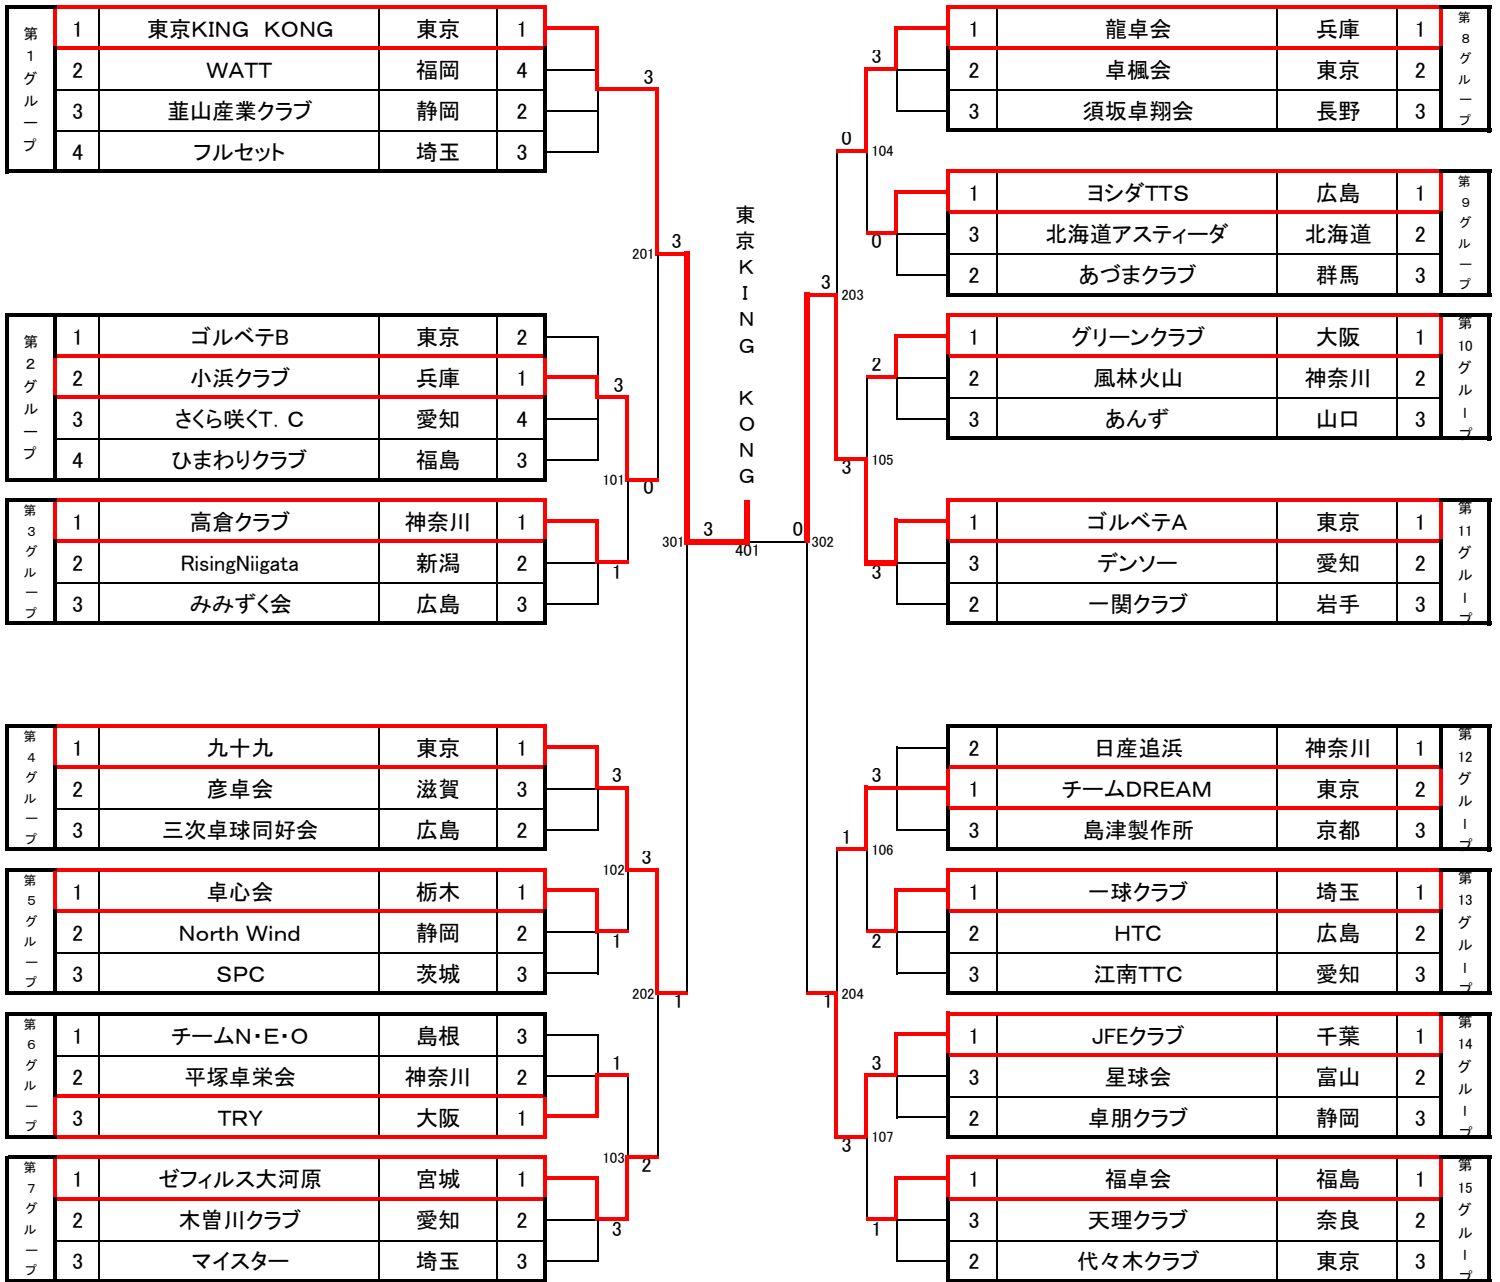 第1グループ
1 東京KING KONG 東京 1
2 WATT 福岡 4
3 韮山産業クラブ 静岡 2
4 フルセット 埼玉 3
第2グループ
1 ゴルベテB 東京 2
2 小浜クラブ 兵庫 1
3 さくら咲くT.C 愛知 4
4 ひまわりクラブ 福島 3
第3グループ
1 高倉クラブ 神奈川 1
2 RisingNiigata 新潟 2
3 みみずく会 広島 3
第4グループ
1 九十九 東京 1
2 彦卓会 滋賀 3
3 三次卓球同好会 広島 2
第5グループ
1 卓心会 栃木 1
2 North Wind 静岡 2
3 SPC 茨城 3
第6グループ
1 チームN・E・O 島根 3
2 平塚卓栄会 神奈川 2
3 TRY 大阪 1
第7グループ
1 ゼフィルス大河原 宮城 1
2 木曽川クラブ 愛知 2
3 マイスター 埼玉 3
3
201
3
3
101
0
1
3
102
3
1
202
1
1
103
2
3
東京KING KONG
301
3
401
0
302
3
0
104
0
3
203
2
3
105
3
3
1
106
2
1
204
3
3
107
1
第8グループ
1 龍卓会 兵庫 1
2 卓楓会 東京 2
3 須坂卓翔会 長野 3
第9グループ
1 ヨシダTTS 広島 1
3 北海道アスティーダ 北海道 2
2 あづまクラブ 群馬 3
第10グループ
1 グリーンクラブ 大阪 1
2 風林火山 神奈川 2
3 あんず 山口 3
第11グループ
1 ゴルベテA 東京 1
3 デンソー 愛知 2
2 一関クラブ 岩手 3
第12グループ
2 日産追浜 神奈川 1
1 チームDREAM 東京 2
3 島津製作所 京都 3
第13グループ
1 一球クラブ 埼玉 1
2 HTC 広島 2
3 江南TTC 愛知 3
第14グループ
1 JFEクラブ 千葉 1
3 星球会 富山 2
2 卓朋クラブ 静岡 3
第15グループ
1 福卓会 福島 1
3 天理クラブ 奈良 2
2 代々木クラブ 東京 3